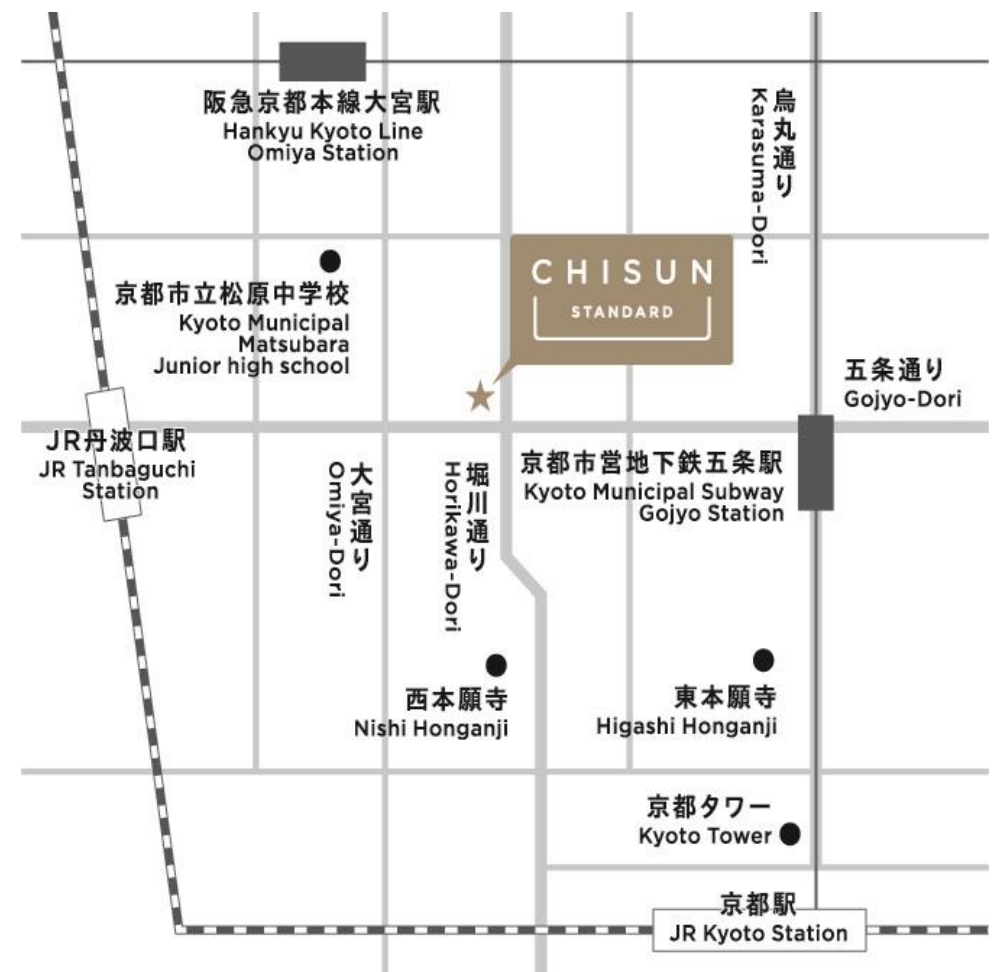 阪急京都本線大宮駅
Hankyu Kyoto Line
Omiya Station
烏丸通り
Karasuma-Dori
CHISUN
STANDARD
京都市立松原中学校
Kyoto Municipal
Matsubara
Junior high school
五条通り
Gojyo-Dori
JR丹波口駅
JR Tanbaguchi
Station
大宮通り
Omiya-Dori
堀川通り
Horikawa-Dori
京都市営地下鉄五条駅
Kyoto Municipal Subway
Gojyo Station
西本願寺
Nishi Honganji
東本願寺
Higashi Honganji
京都タワー
Kyoto Tower
京都駅
JR Kyoto Station